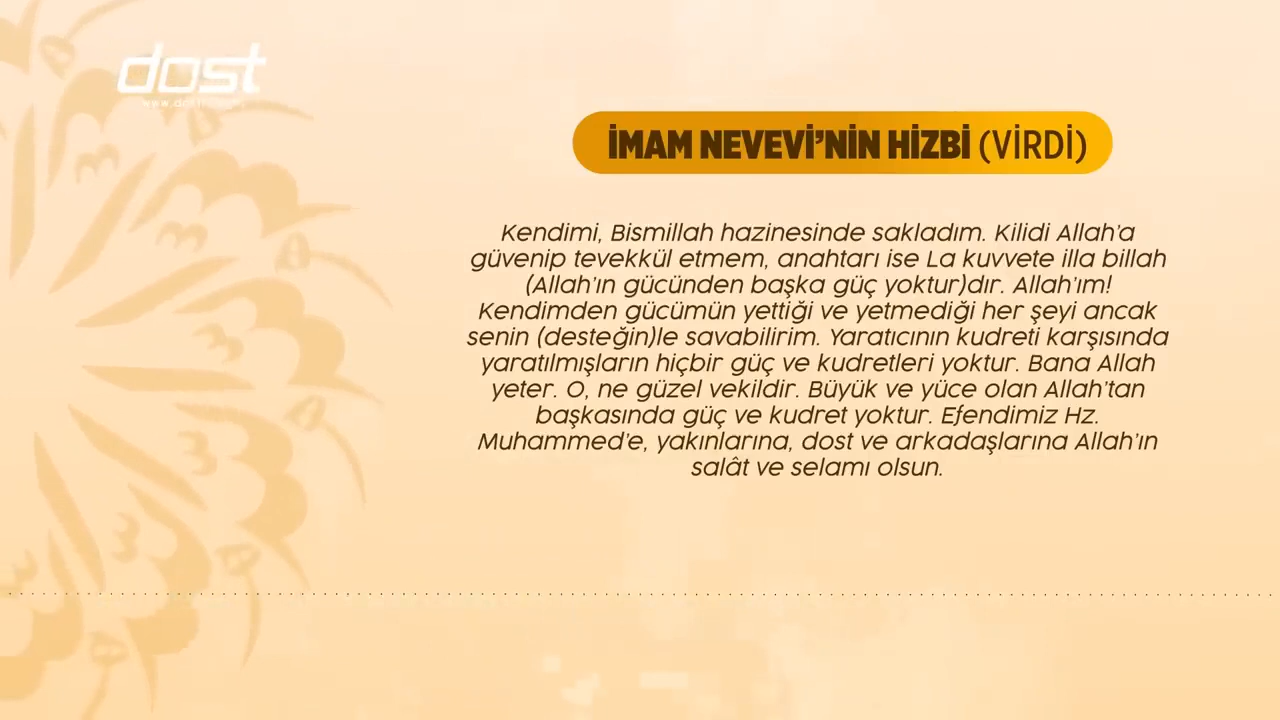 dost
İMAM NEVEVİ'NİN HİZBİ (VİRDİ)
Kendimi, Bismillah hazinesinde sakladım. Kilidi Allah'a
güvenip tevekkül etmem, anahtarı ise La kuvvete illa billah
(Allah'ın gücünden başka güç yoktur)dır. Allah'ım!
Kendimden gücümün yettiği ve yetmediği her şeyi ancak
senin (desteğin)le savabilirim. Yaratıcının kudreti karşısında
yaratılmışların hiçbir güç ve kudretleri yoktur. Bana Allah
yeter. O, ne güzel vekildir. Büyük ve yüce olan Allah'tan
başkasında güç ve kudret yoktur. Efendimiz Hz.
Muhammed'e, yakınlarına, dost ve arkadaşlarına Allah'ın
salât ve selamı olsun.